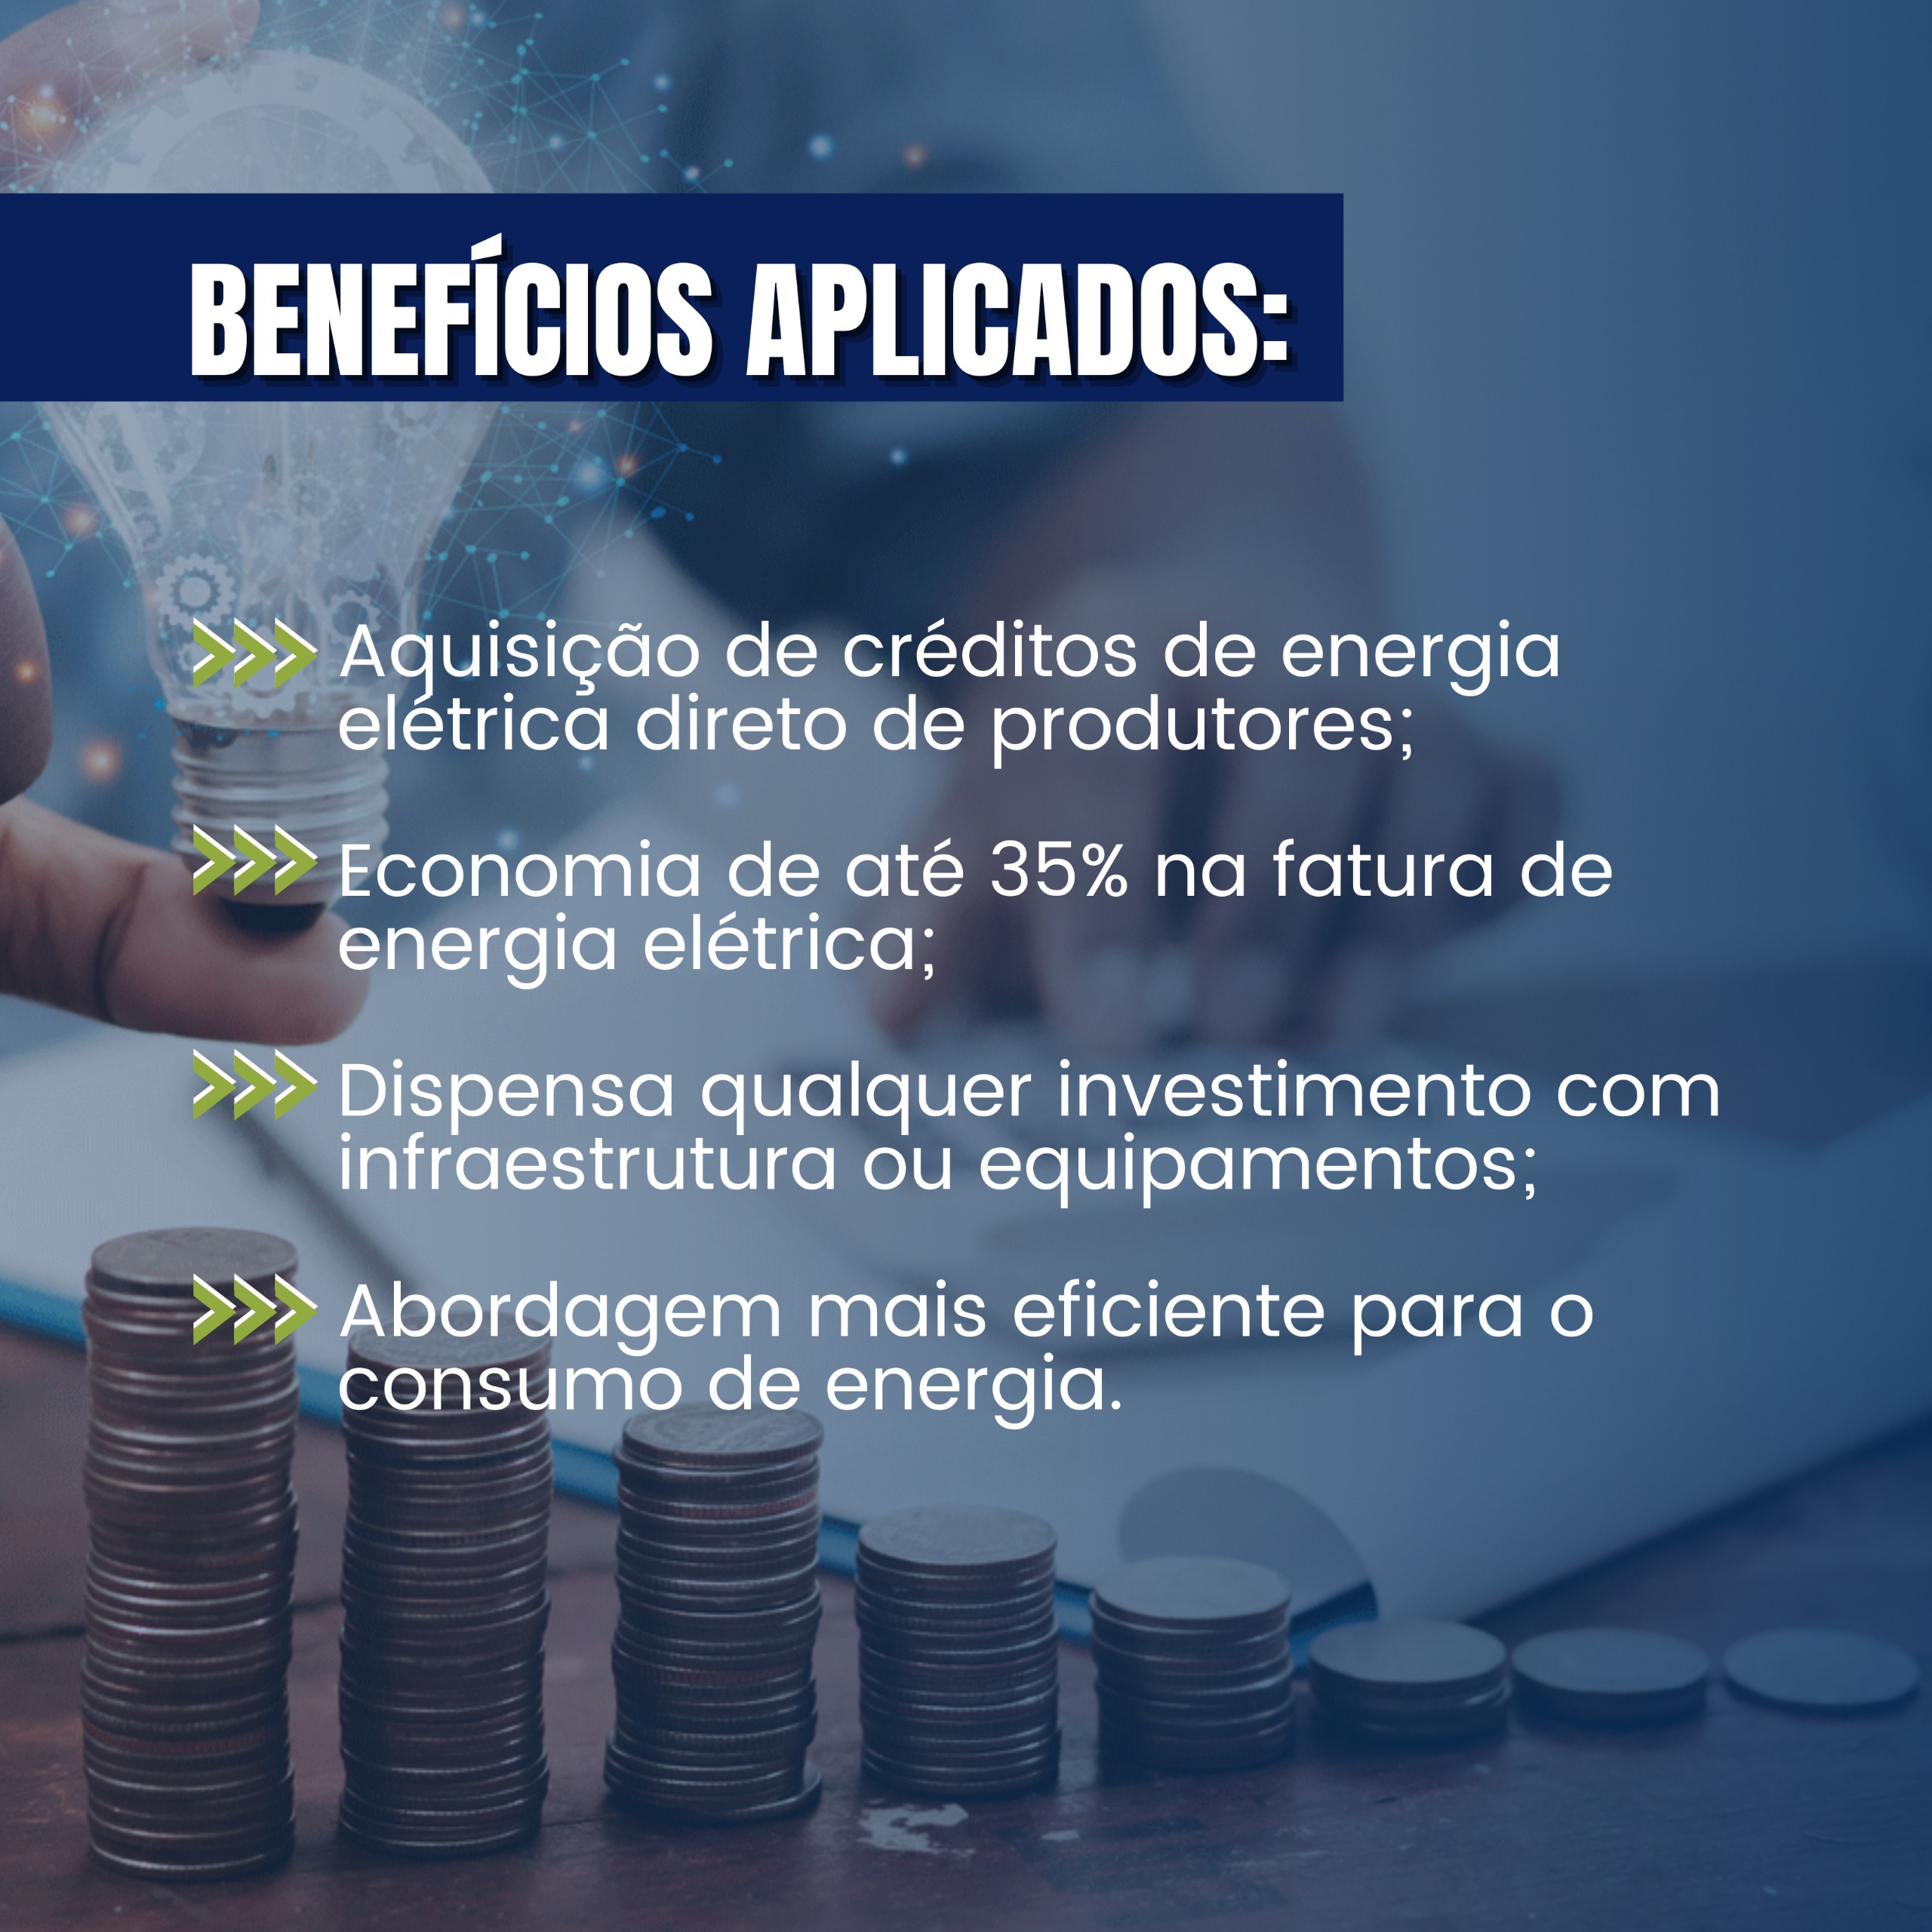 BENEFÍCIOS APLICADOS:
Aquisição de créditos de energia
elétrica direto de produtores;
Economia de até 35% na fatura de
energia elétrica;
Dispensa qualquer investimento com
infraestrutura ou equipamentos;
Abordagem mais eficiente para o
consumo de energia.